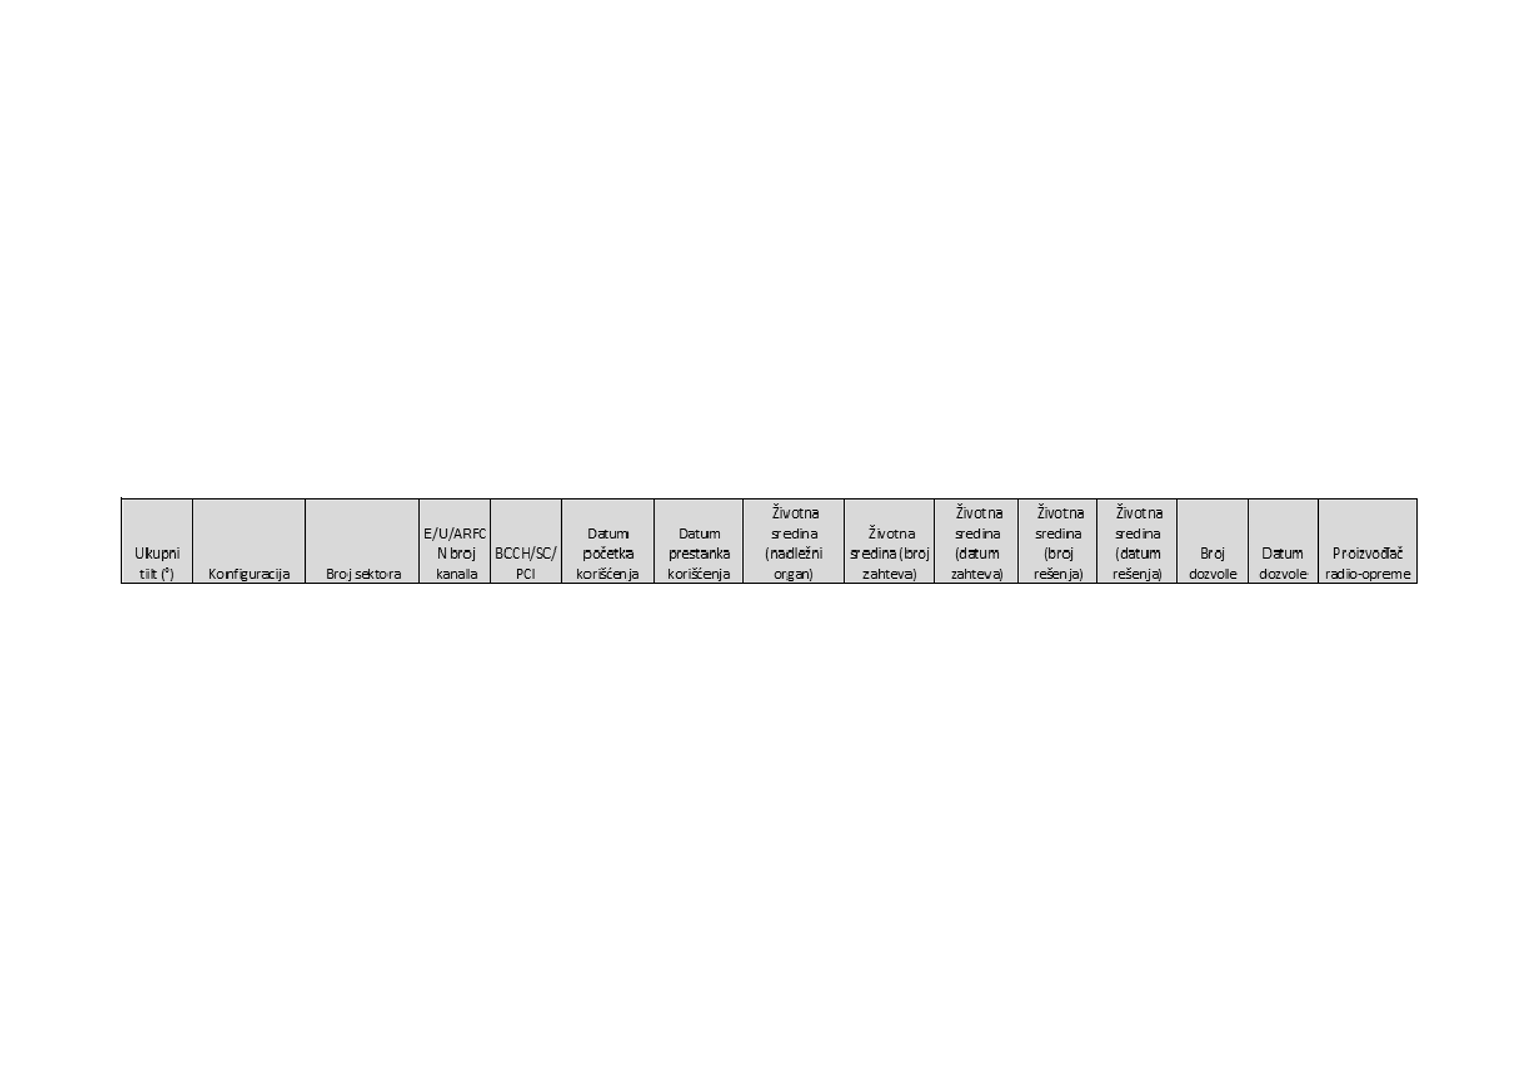 Ukupni
tilt (°)
Konfiguracija
Broj sektora
E/U/ARFC
N broj
kanala
BCCH/SC/
PCI
Datum
početka
korišćenja
Datum
prestanka
korišćenja
Životna
sredina
(nadležni
organ)
Životna
sredina (broj
zahteva)
Životna
sredina
(datum
zahteva)
Životna
sredina
(broj
rešenja)
Životna
sredina
(datum
rešenja)
Broj
dozvole
Datum
dozvole
Proizvođač
radio-opreme